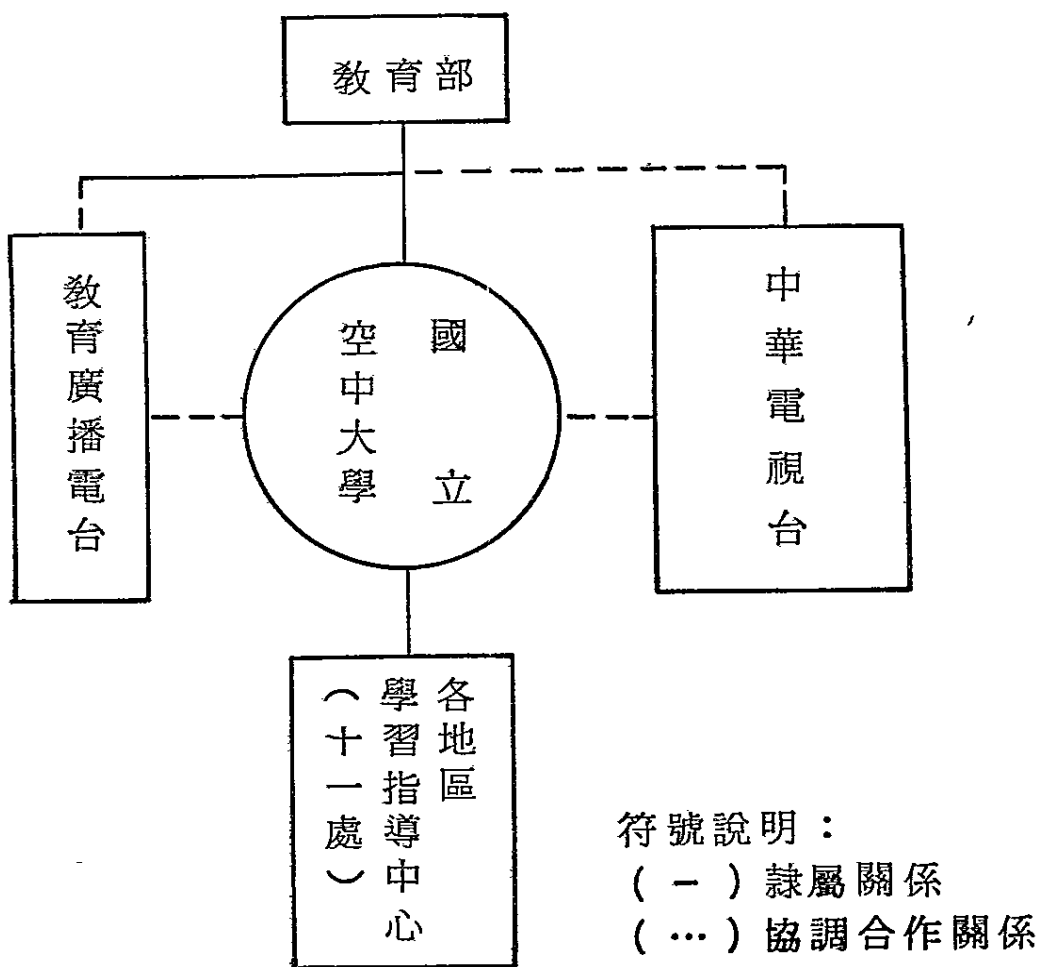 教育部
教育廣播電台
國立
空中大學
中華電視台
各地區
學習指導中心
(十一處)
符號說明：
( － ) 隸屬關係
( … ) 協調合作關係